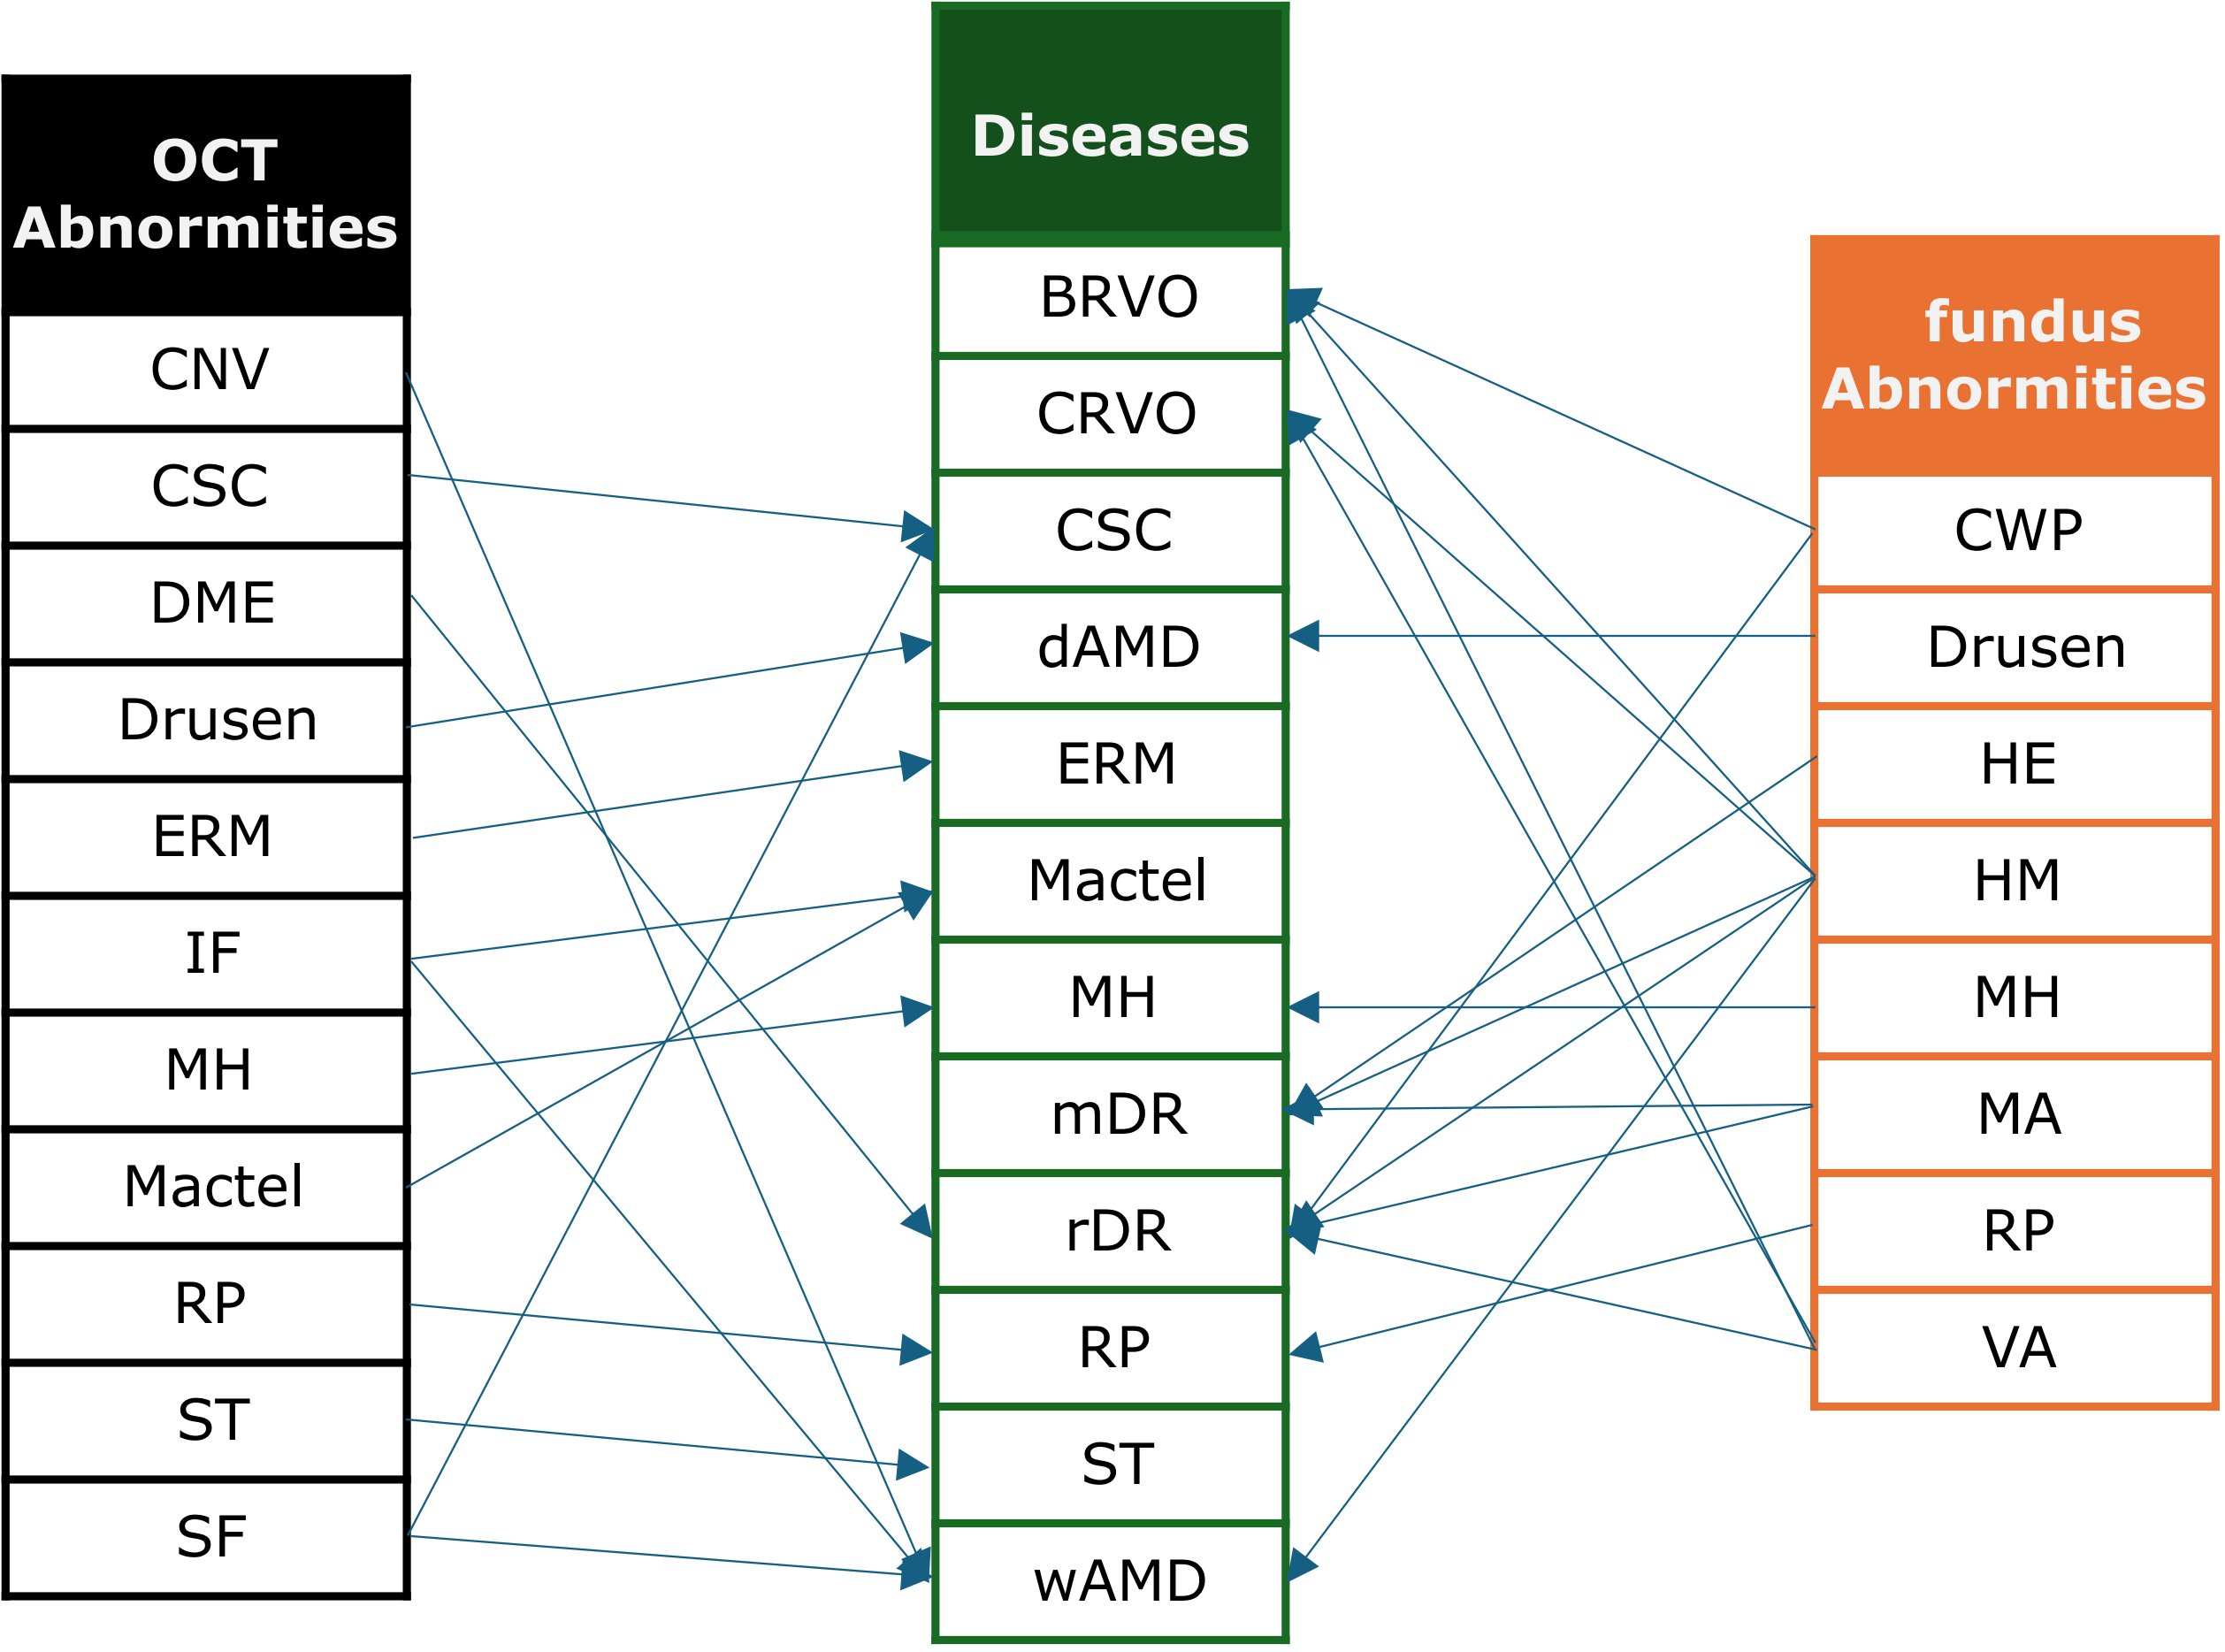 OCT
Abnormities
CNV
CSC
DME
Drusen
ERM
IF
MH
Mactel
RP
ST
SF
Diseases
BRVO
CRVO
CSC
dAMD
ERM
Mactel
MH
mDR
rDR
RP
ST
wAMD
fundus
Abnormities
CWP
Drusen
HE
HM
MH
MA
RP
VA